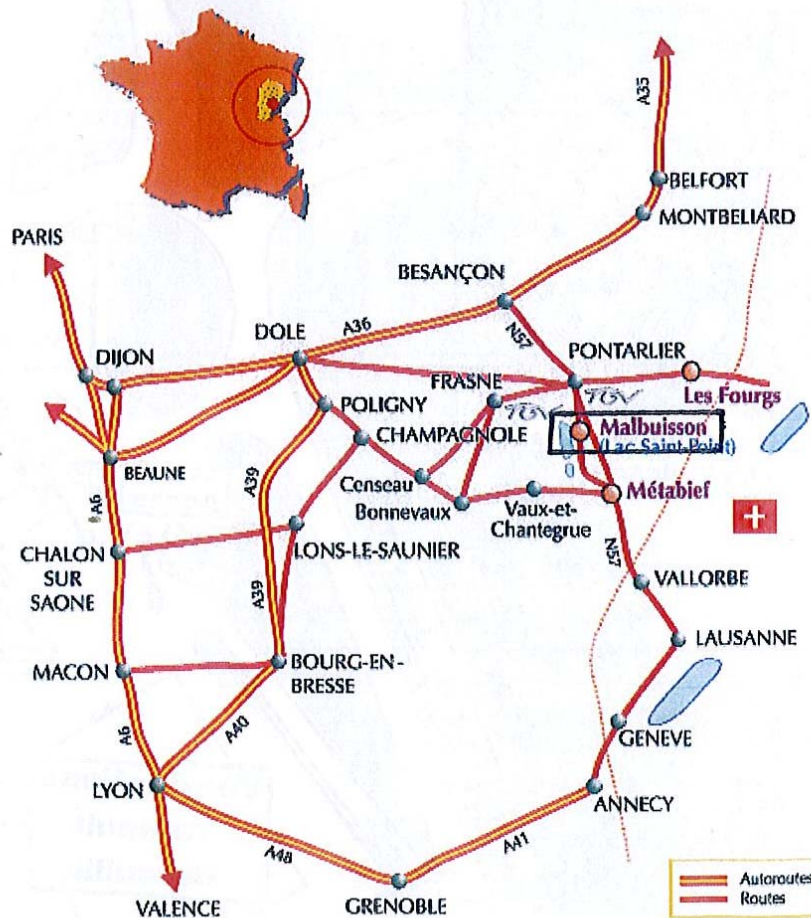 A35
BELFORT
MONTBELIARD
PARIS
BESANÇON
A36
N57
DOLE
DIJON
PONTARLIER
FRASNE
TGV
TGV
Les Fourgs
POLIGNY
Malbuisson
(Lac Saint-Point)
CHAMPAGNOLE
BEAUNE
A39
A6
Censeau
Bonnevaux
Vaux-et-
Chantegrue
Métabief
CHALON
SUR
SAONE
LONS-LE-SAUNIER
N57
A39
VALLORBE
LAUSANNE
MACON
BOURG-EN-
BRESSE
A6
A40
GENEVE
LYON
ANNECY
A48
A41
VALENCE
GRENOBLE
Autoroutes
Routes